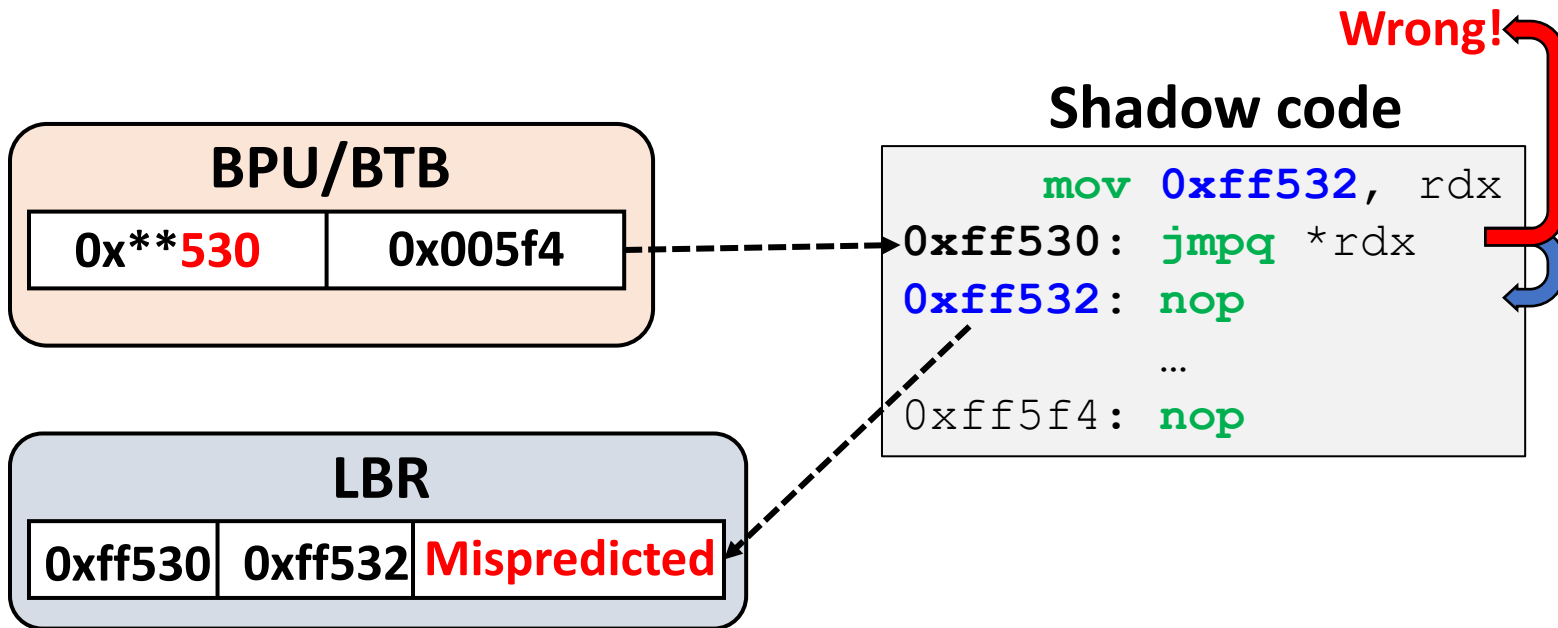 Wrong!
Shadow code
BPU/BTB
0x**530 0x005f4
mov 0xff532, rdx
0xff530: jmpq *rdx
0xff532: nop
…
0xff5f4: nop
LBR
0xff530 0xff532 Mispredicted